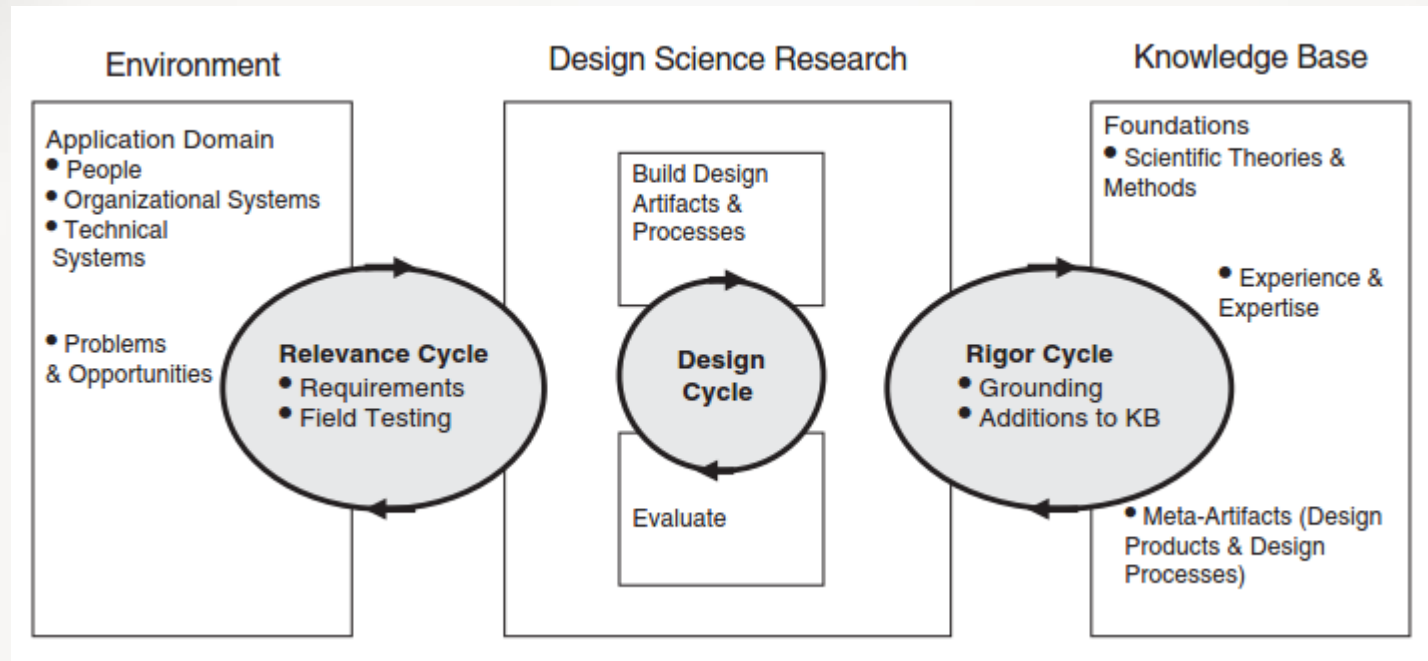 Environment
Design Science Research
Knowledge Base
Application Domain
• People
• Organizational Systems
• Technical
Systems
• Problems
& Opportunities
Relevance Cycle
• Requirements
• Field Testing
Build Design
Artifacts &
Processes
Design
Cycle
Evaluate
Rigor Cycle
• Grounding
• Additions to KB
Foundations
• Scientific Theories &
Methods
• Experience &
Expertise
• Meta-Artifacts (Design
Products & Design
Processes)